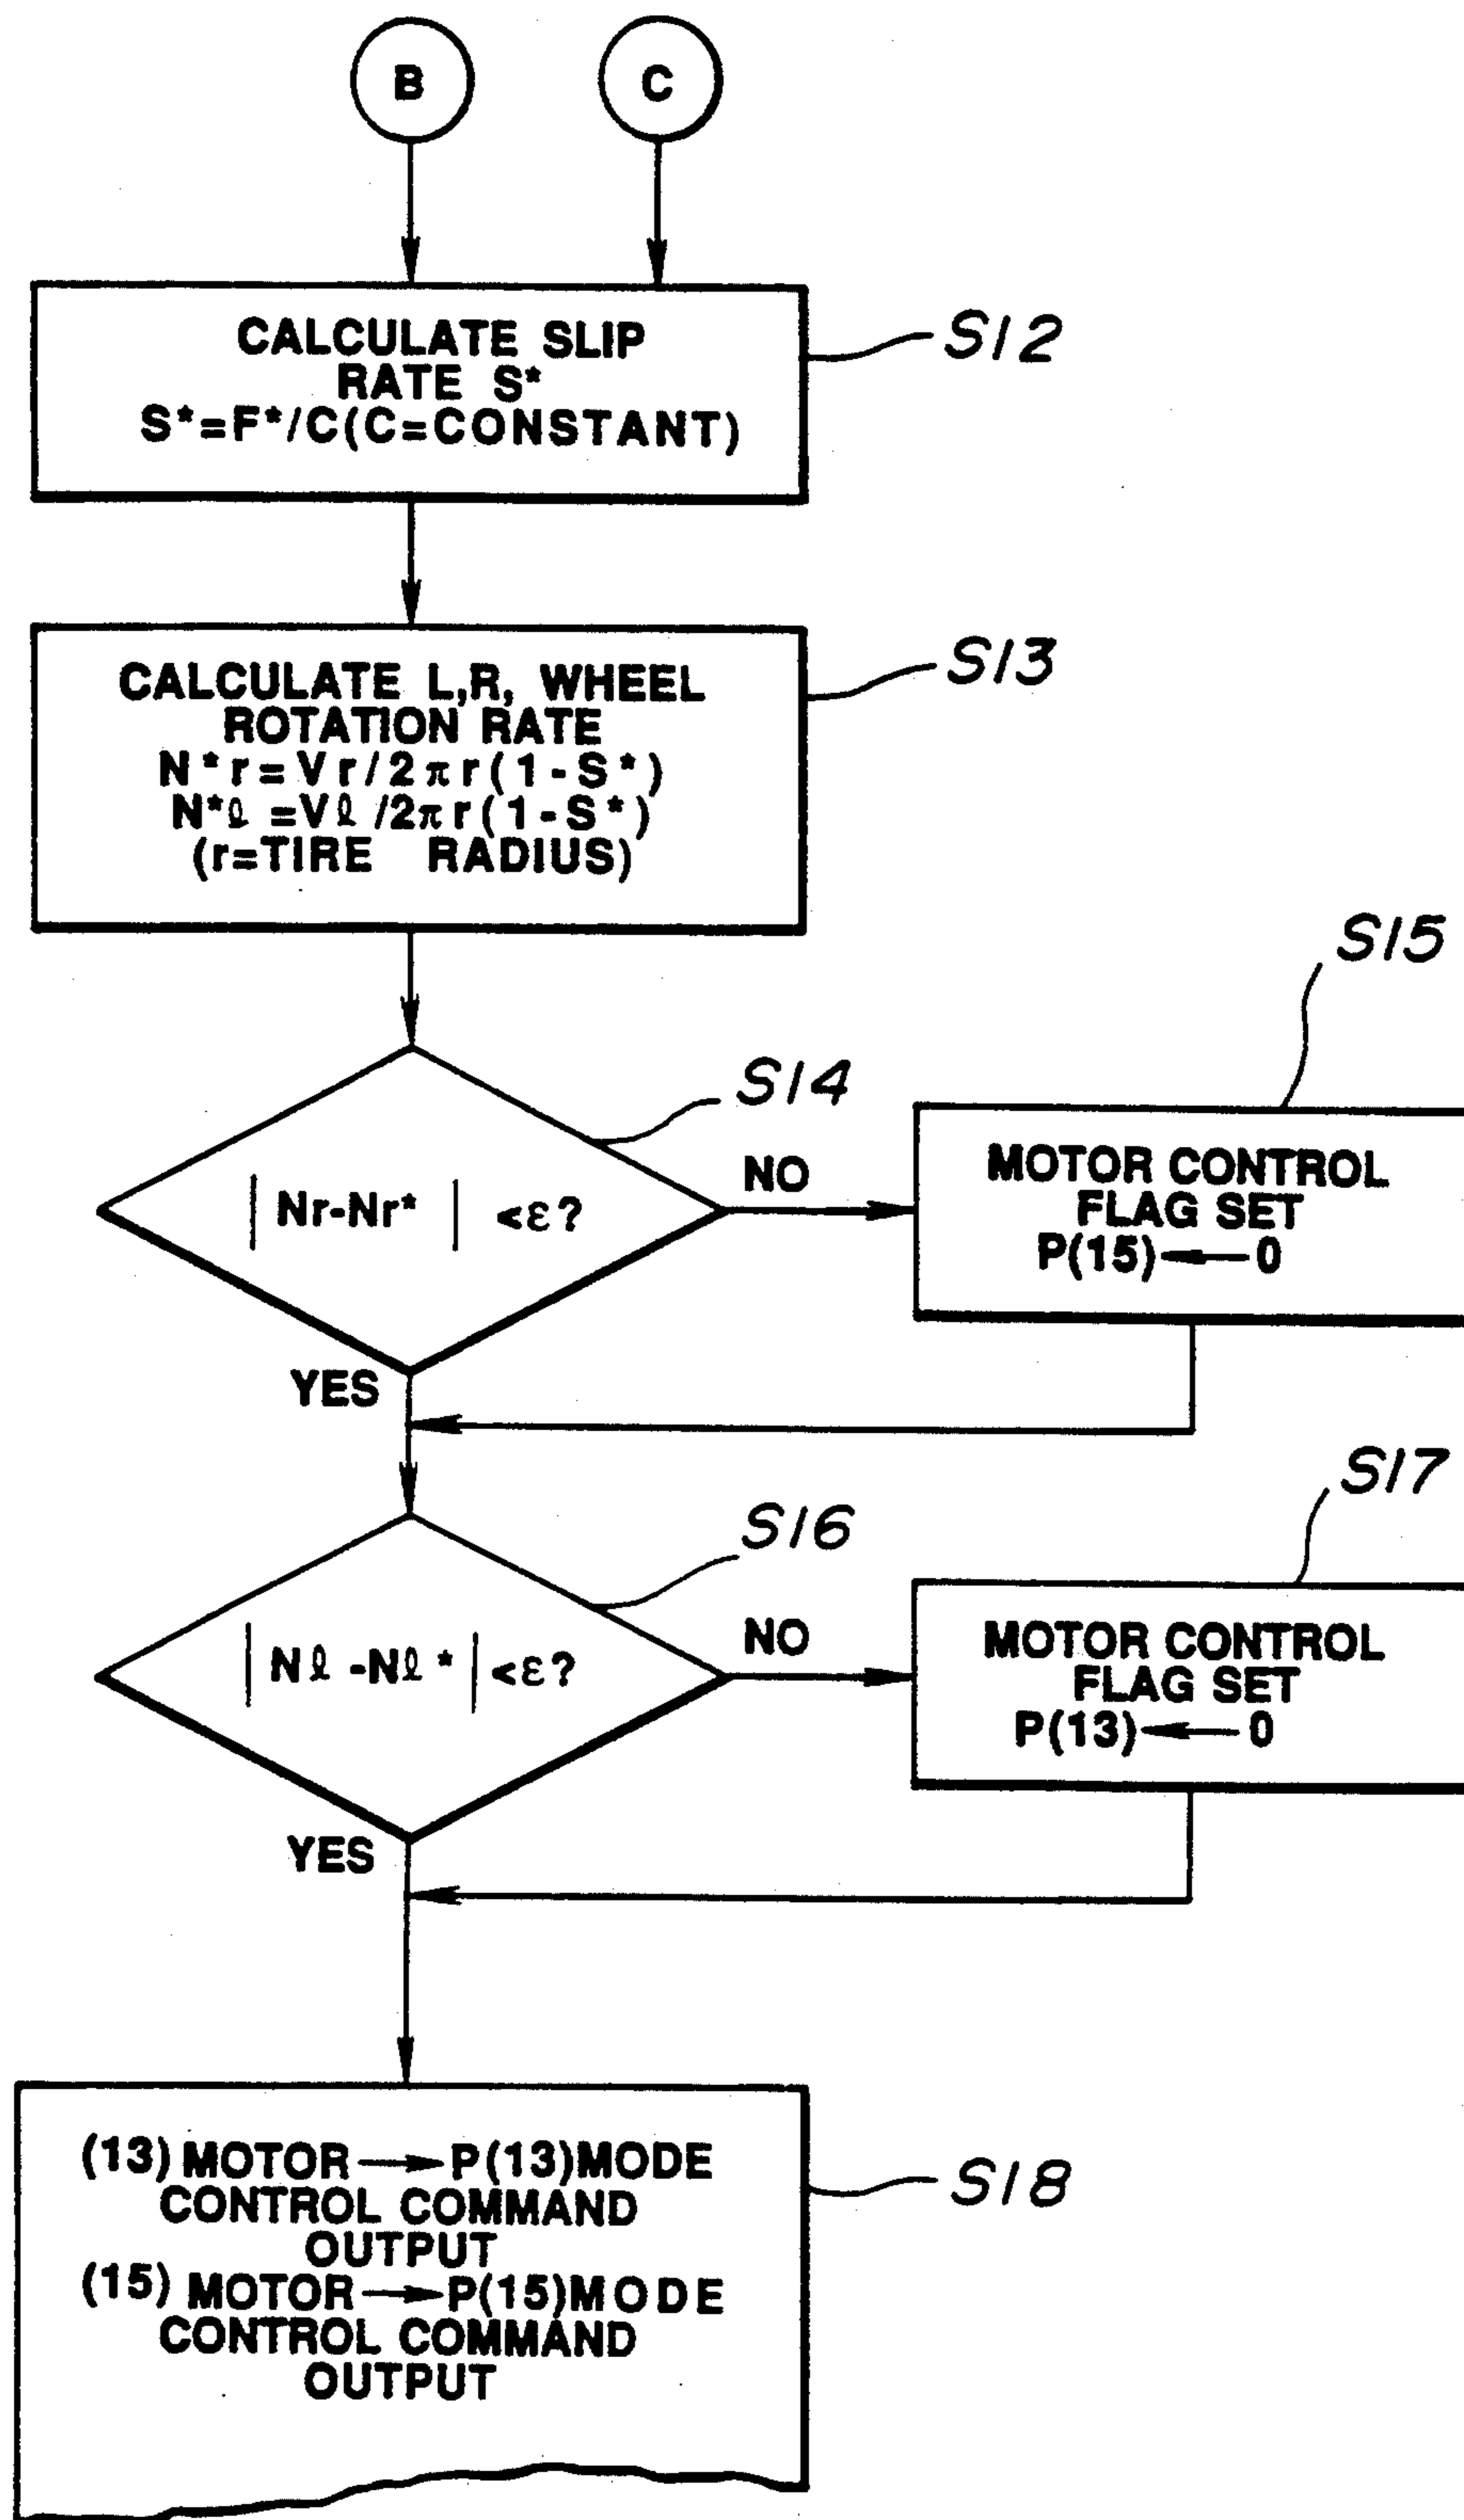 B
C
CALCULATE SLIP
RATE S*
S*=F*/C(C=CONSTANT)
S12
CALCULATE L,R, WHEEL
ROTATION RATE
N*r=Vr/2πr(1-S*)
N*ℓ=Vℓ/2πr(1-S*)
(r=TIRE RADIUS)
S13
S14
|Nr-Nr*|<ε?
NO
YES
S15
MOTOR CONTROL
FLAG SET
P(15)←0
S16
|Nℓ-Nℓ*|<ε?
NO
YES
S17
MOTOR CONTROL
FLAG SET
P(13)←0
(13) MOTOR→P(13)MODE
CONTROL COMMAND
OUTPUT
(15) MOTOR→P(15)MODE
CONTROL COMMAND
OUTPUT
S18